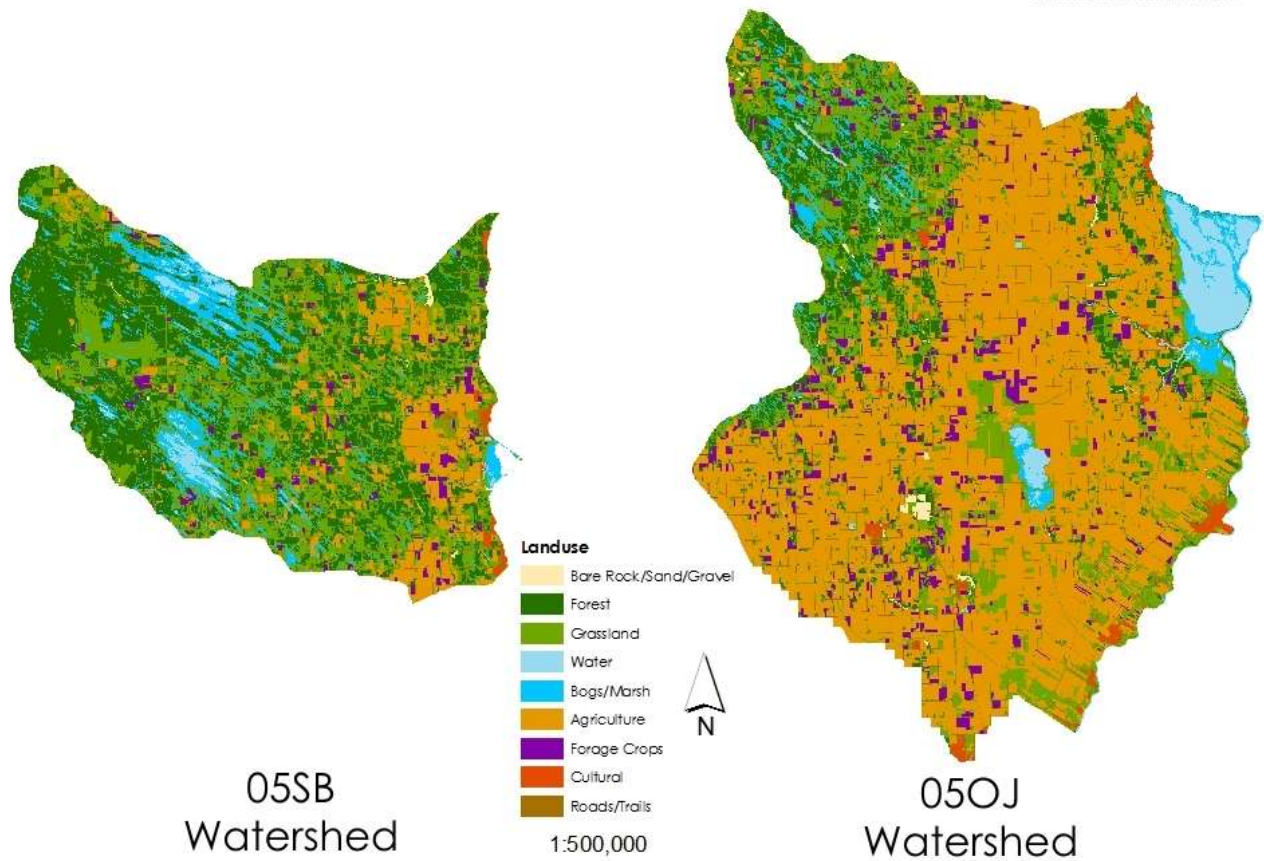 Landuse
Bare Rock/Sand/Gravel
Forest
Grassland
Water
Bogs/Marsh
Agriculture
Forage Crops
Cultural
Roads/Trails
N
1:500,000
05SB
Watershed
05OJ
Watershed